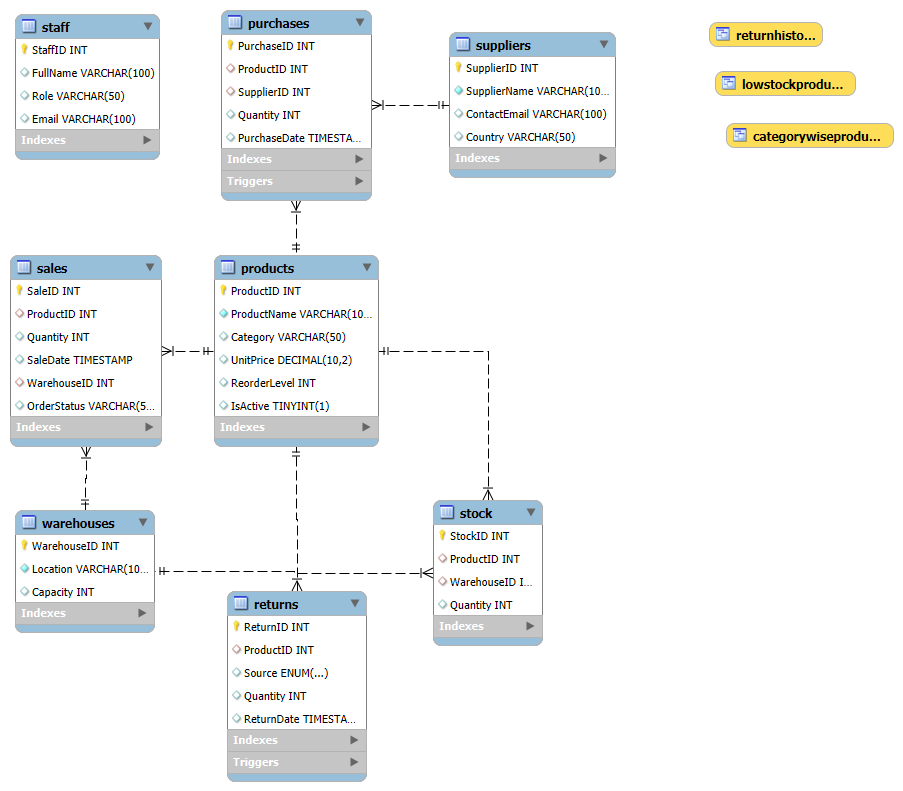 staff
StaffID INT
FullName VARCHAR(100)
Role VARCHAR(50)
Email VARCHAR(100)
Indexes
purchases
PurchaseID INT
ProductID INT
SupplierID INT
Quantity INT
PurchaseDate TIMESTA...
Indexes
Triggers
suppliers
SupplierID INT
SupplierName VARCHAR(10...
ContactEmail VARCHAR(100)
Country VARCHAR(50)
Indexes
returnhisto...
lowstockprodu...
categorywiseprodu...
sales
SaleID INT
ProductID INT
Quantity INT
SaleDate TIMESTAMP
WarehouseID INT
OrderStatus VARCHAR(5...
Indexes
products
ProductID INT
ProductName VARCHAR(10...
Category VARCHAR(50)
UnitPrice DECIMAL(10,2)
ReorderLevel INT
IsActive TINYINT(1)
Indexes
warehouses
WarehouseID INT
Location VARCHAR(10...
Capacity INT
Indexes
stock
StockID INT
ProductID INT
WarehouseID I...
Quantity INT
Indexes
returns
ReturnID INT
ProductID INT
Source ENUM(...)
Quantity INT
ReturnDate TIMESTA...
Indexes
Triggers